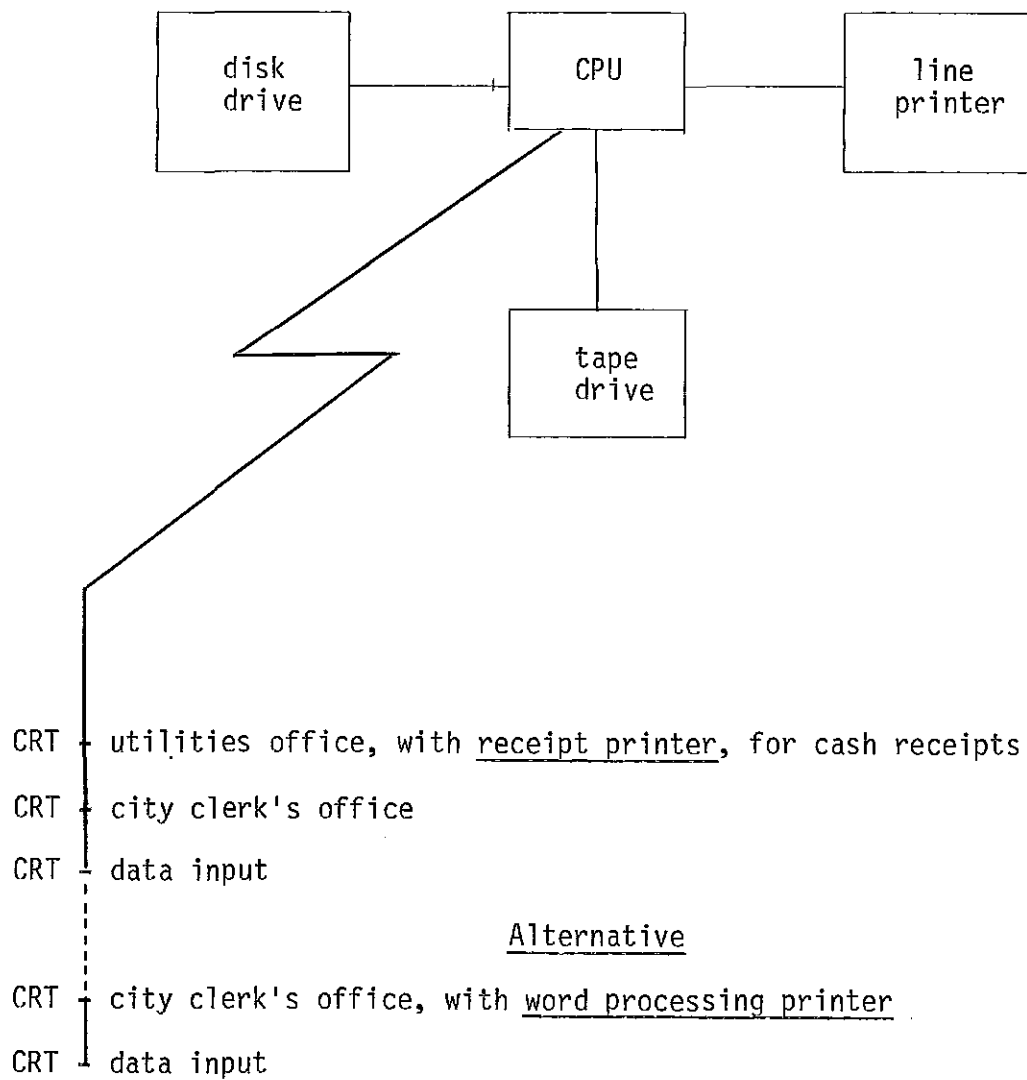 disk
drive
CPU
line
printer
tape
drive
CRT utilities office, with receipt printer, for cash receipts
CRT city clerk's office
CRT data input
Alternative
CRT city clerk's office, with word processing printer
CRT data input